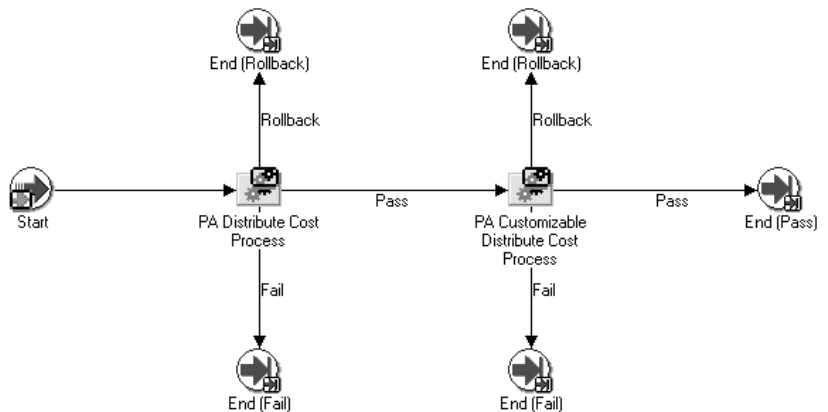 End (Rollback)
End (Rollback)
Rollback
Rollback
Start
PA Distribute Cost
Process
Pass
PA Customizable
Distribute Cost
Process
Pass
End (Pass)
Fail
Fail
End (Fail)
End (Fail)